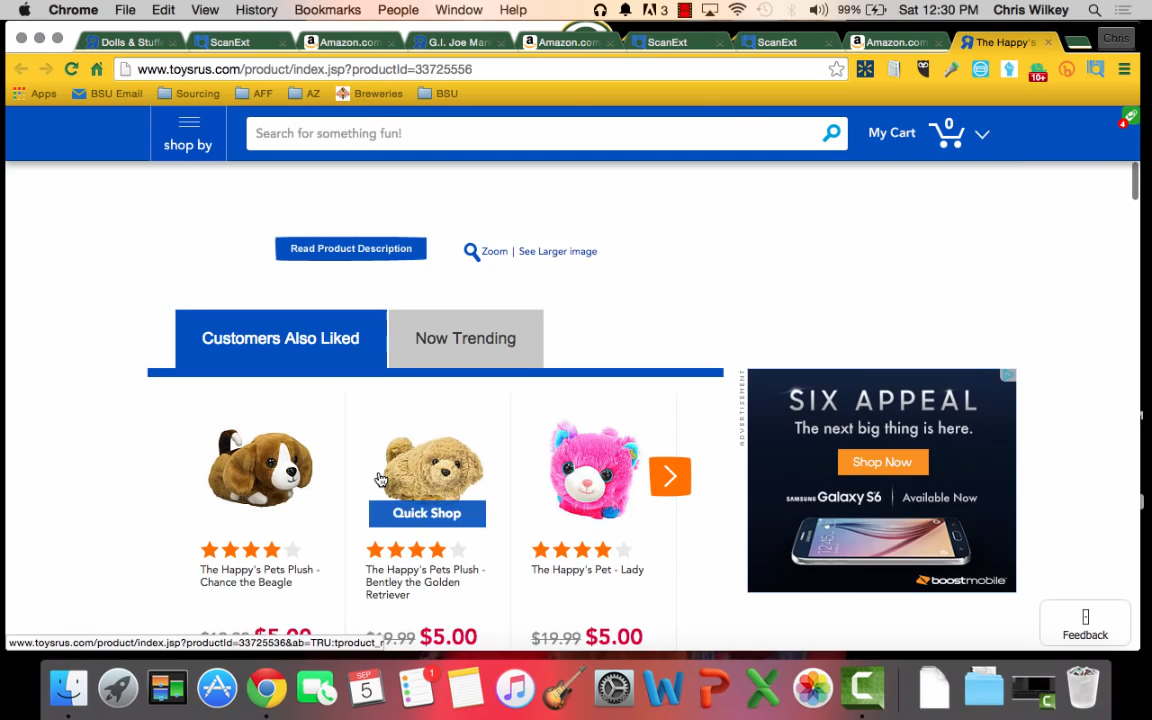 Chrome File Edit View History Bookmarks People Window Help 3 99% Sat 12:30 PM Chris Wilkey
Dolls & Stuff ScanExt Amazon.com G.I. Joe Mar Amazon.com ScanExt ScanExt Amazon.com The Happy's Chris
www.toysrus.com/product/index.jsp?productId=33725556
10+
Apps BSU Email Sourcing AFF AZ Breweries BSU
4
shop by
Search for something fun!
My Cart 0
Read Product Description
Zoom | See Larger image
Customers Also Liked
Now Trending
ADVERTISEMENT
SIX APPEAL
The next big thing is here.
Shop Now
SAMSUNG Galaxy S6 | Available Now
boostmobile
Quick Shop
The Happy's Pets Plush -
Chance the Beagle
$19.99 $5.00
The Happy's Pets Plush -
Bentley the Golden
Retriever
$19.99 $5.00
The Happy's Pet - Lady
$19.99 $5.00
Feedback
www.toysrus.com/product/index.jsp?productId=33725536&ab=TRU:tproduct_r
SEP
5
1